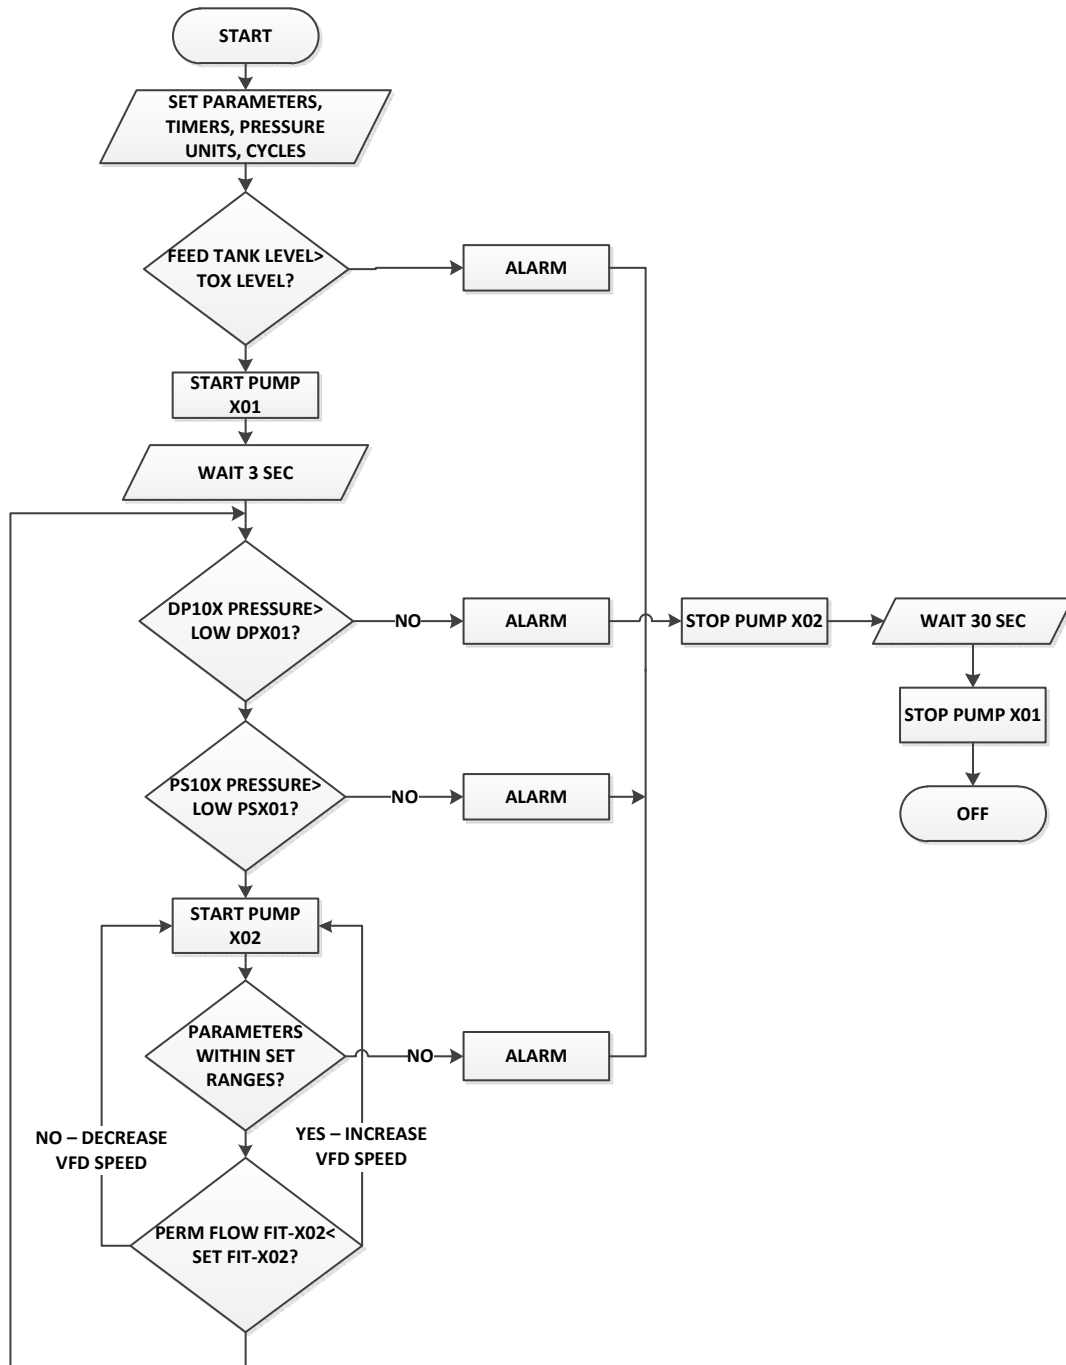 START
SET PARAMETERS,
TIMERS, PRESSURE
UNITS, CYCLES
FEED TANK LEVEL>
TOX LEVEL?
ALARM
START PUMP
X01
WAIT 3 SEC
DP10X PRESSURE>
LOW DPX01?
NO
ALARM
STOP PUMP X02
WAIT 30 SEC
STOP PUMP X01
OFF
PS10X PRESSURE>
LOW PSX01?
NO
ALARM
START PUMP
X02
PARAMETERS
WITHIN SET
RANGES?
NO
ALARM
NO – DECREASE
VFD SPEED
YES – INCREASE
VFD SPEED
PERM FLOW FIT-X02<
SET FIT-X02?